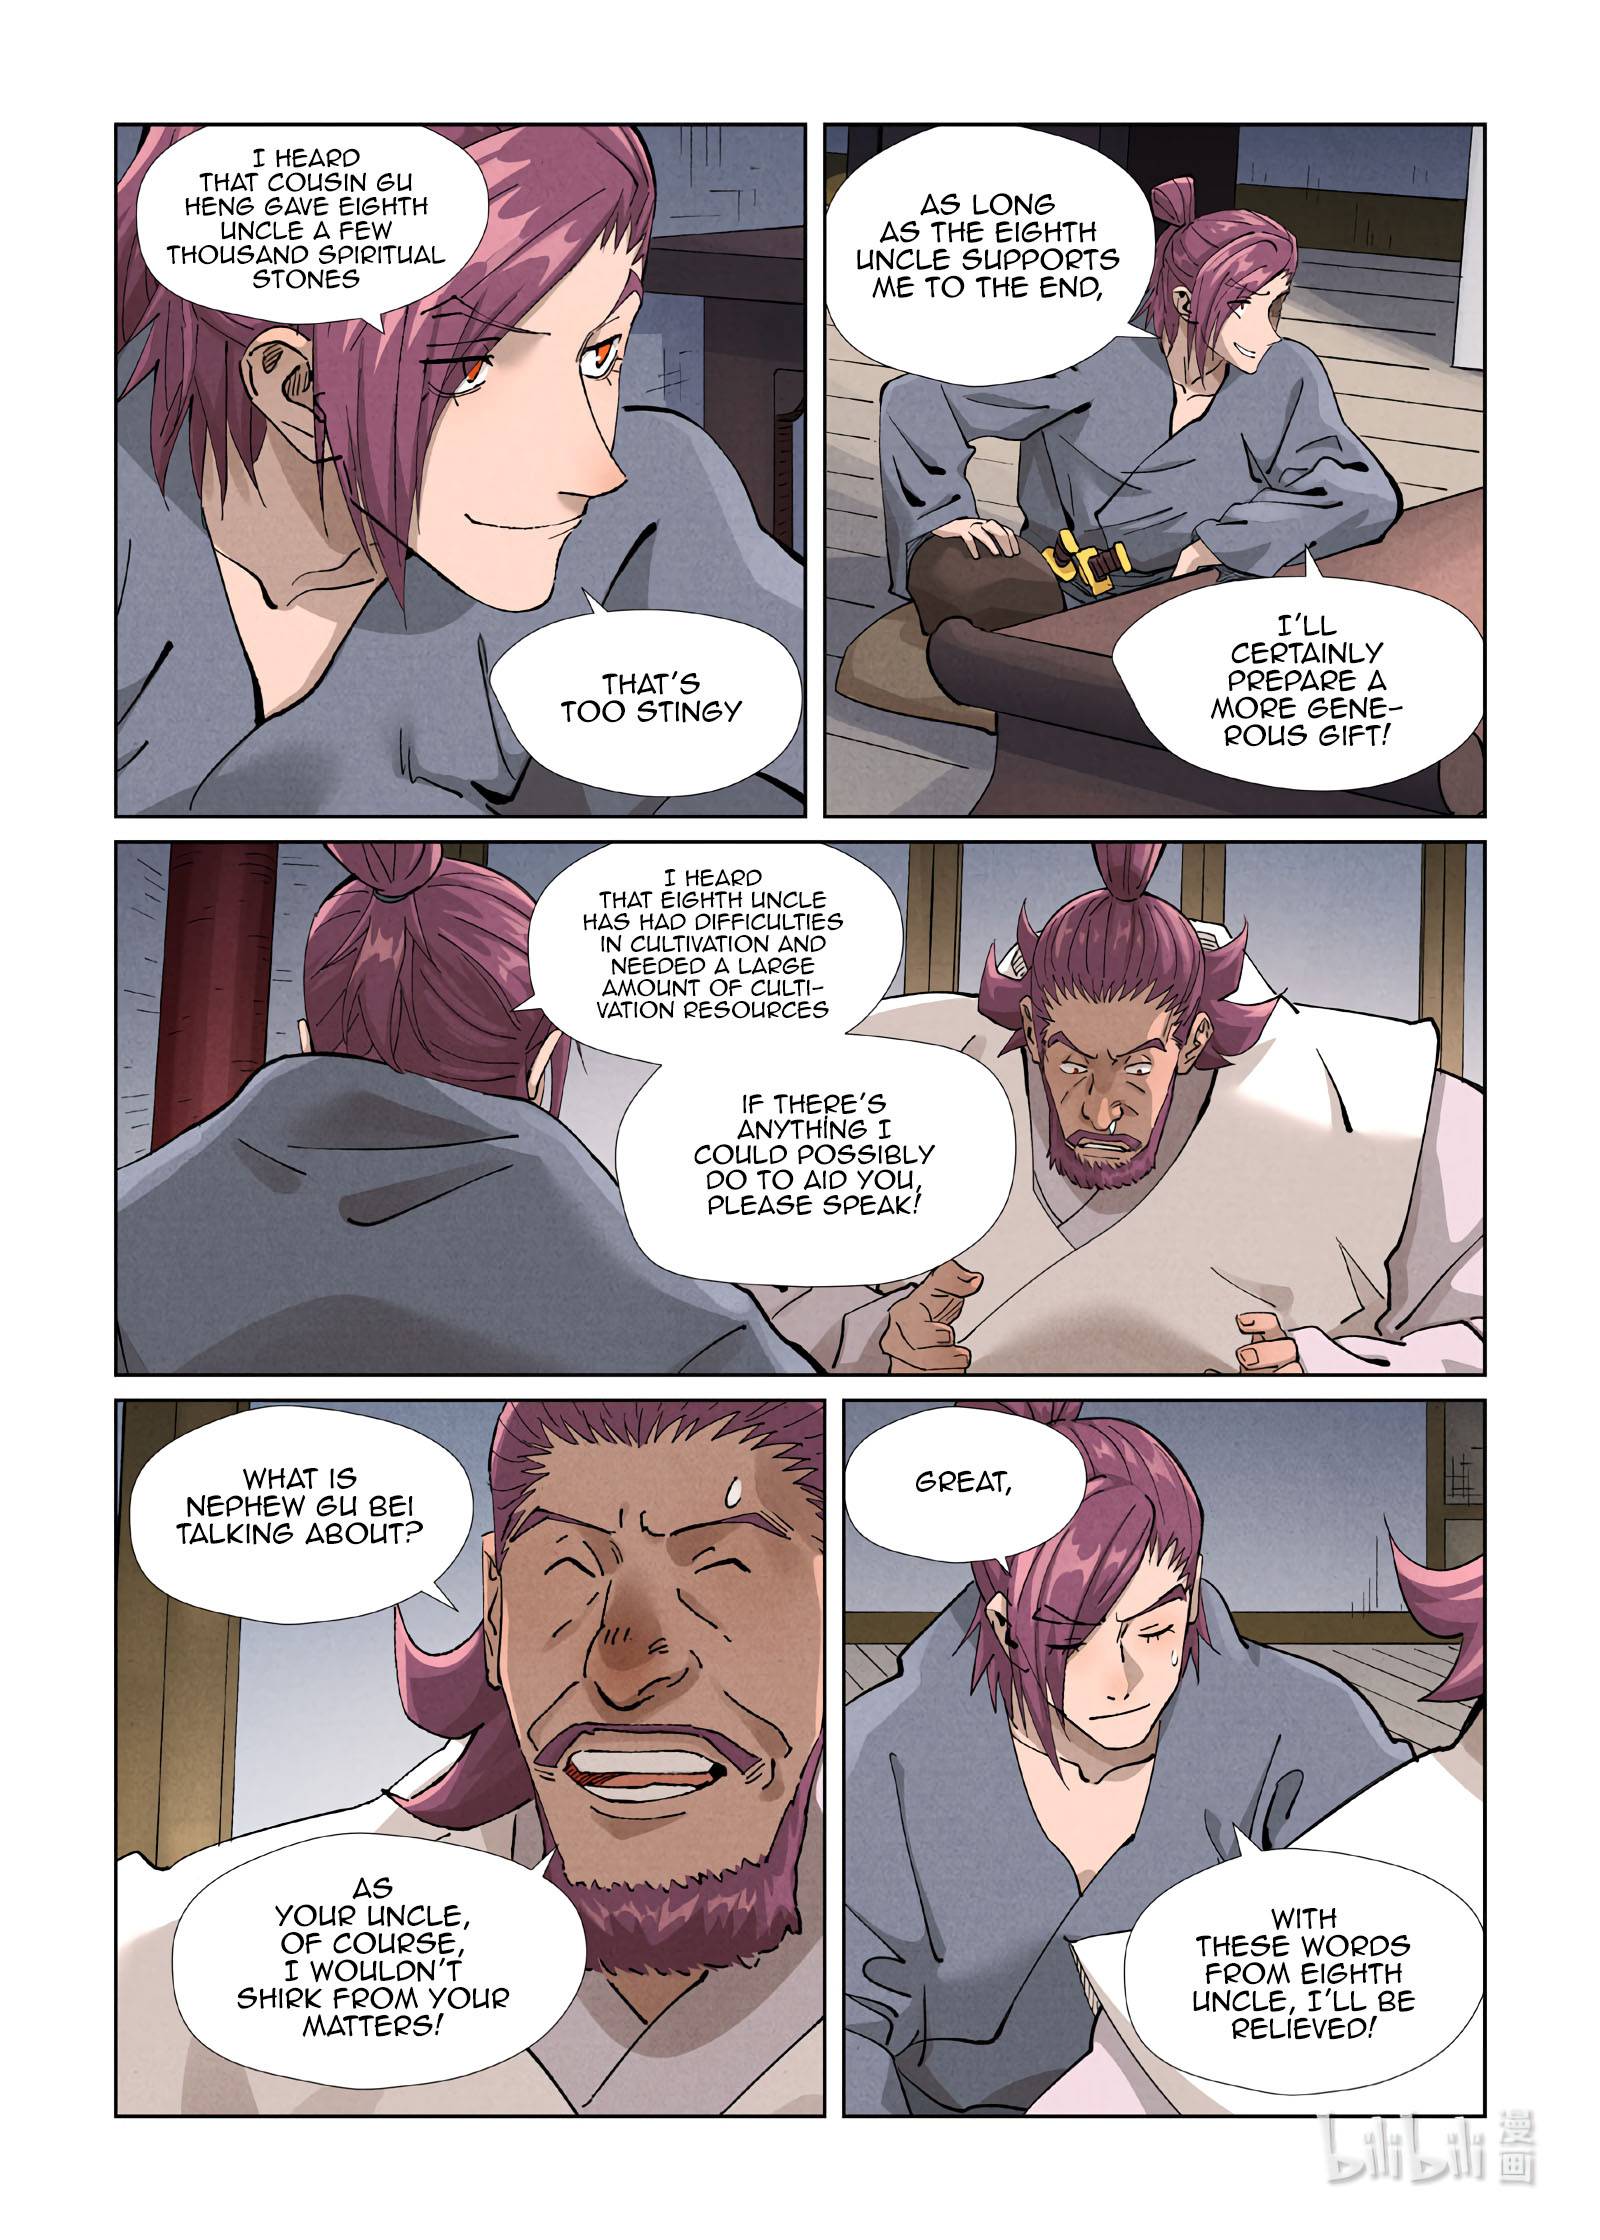 I HEARD
THAT COUSIN GU
HENG GAVE EIGHTH
UNCLE A FEW
THOUSAND SPIRITUAL
STONES
THAT'S
TOO STINGY
AS LONG
AS THE EIGHTH
UNCLE SUPPORTS
ME TO THE END,
I'LL
CERTAINLY
PREPARE A
MORE GENE-
ROUS GIFT!
I HEARD
THAT EIGHTH UNCLE
HAS HAD DIFFICULTIES
IN CULTIVATION AND
NEEDED A LARGE
AMOUNT OF CULTI-
VATION RESOURCES
IF THERE'S
ANYTHING I
COULD POSSIBLY
DO TO AID YOU,
PLEASE SPEAK!
WHAT IS
NEPHEW GU BEI
TALKING ABOUT?
AS
YOUR UNCLE,
OF COURSE,
I WOULDN'T
SHIRK FROM YOUR
MATTERS!
GREAT,
WITH
THESE WORDS
FROM EIGHTH
UNCLE, I'LL BE
RELIEVED!
bilibili 漫画